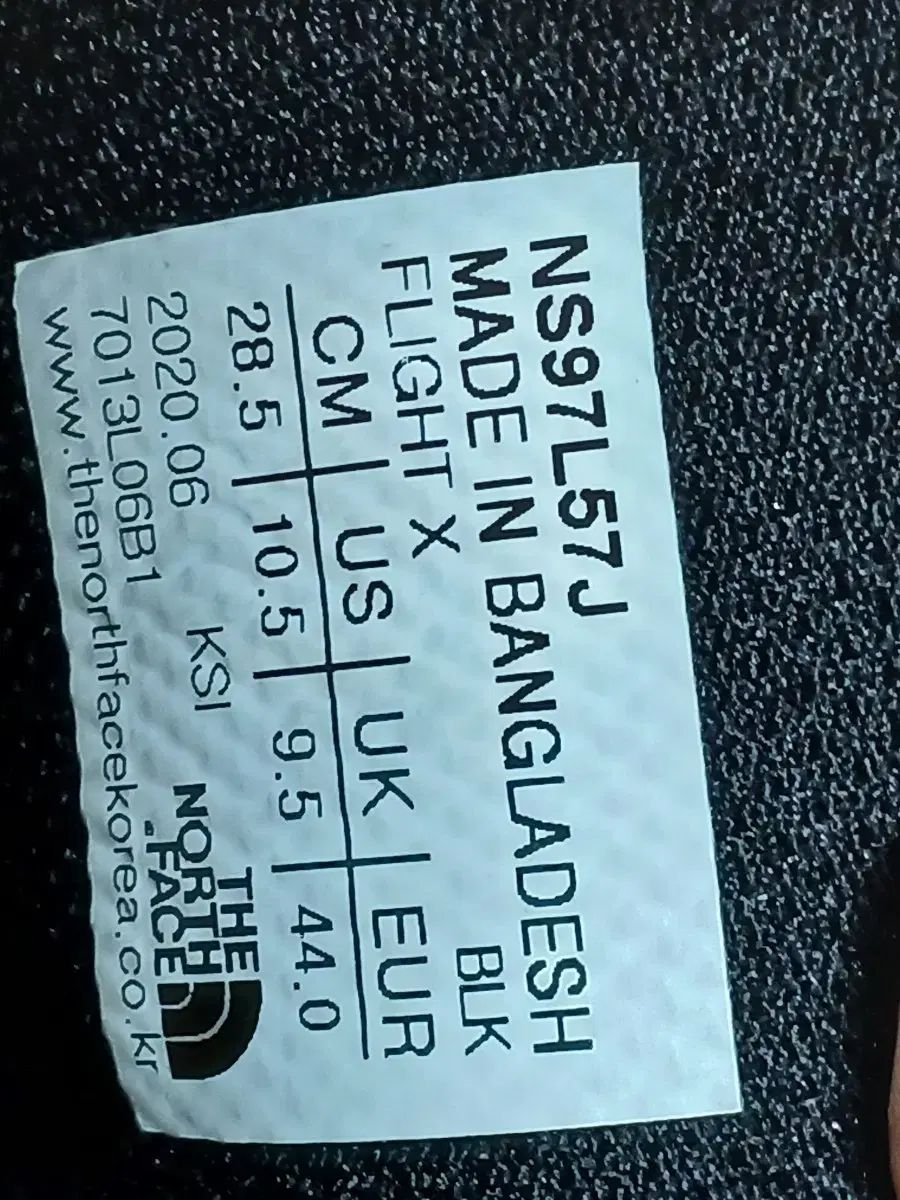 NS97L57J
MADE IN BANGLADESH
FLIGHT X BLK
CM US UK EUR
28.5 10.5 9.5 44.0
2020.06 KSI
7013L06B1
THE
NORTH
FACE
www.thenorthfacekorea.co.kr